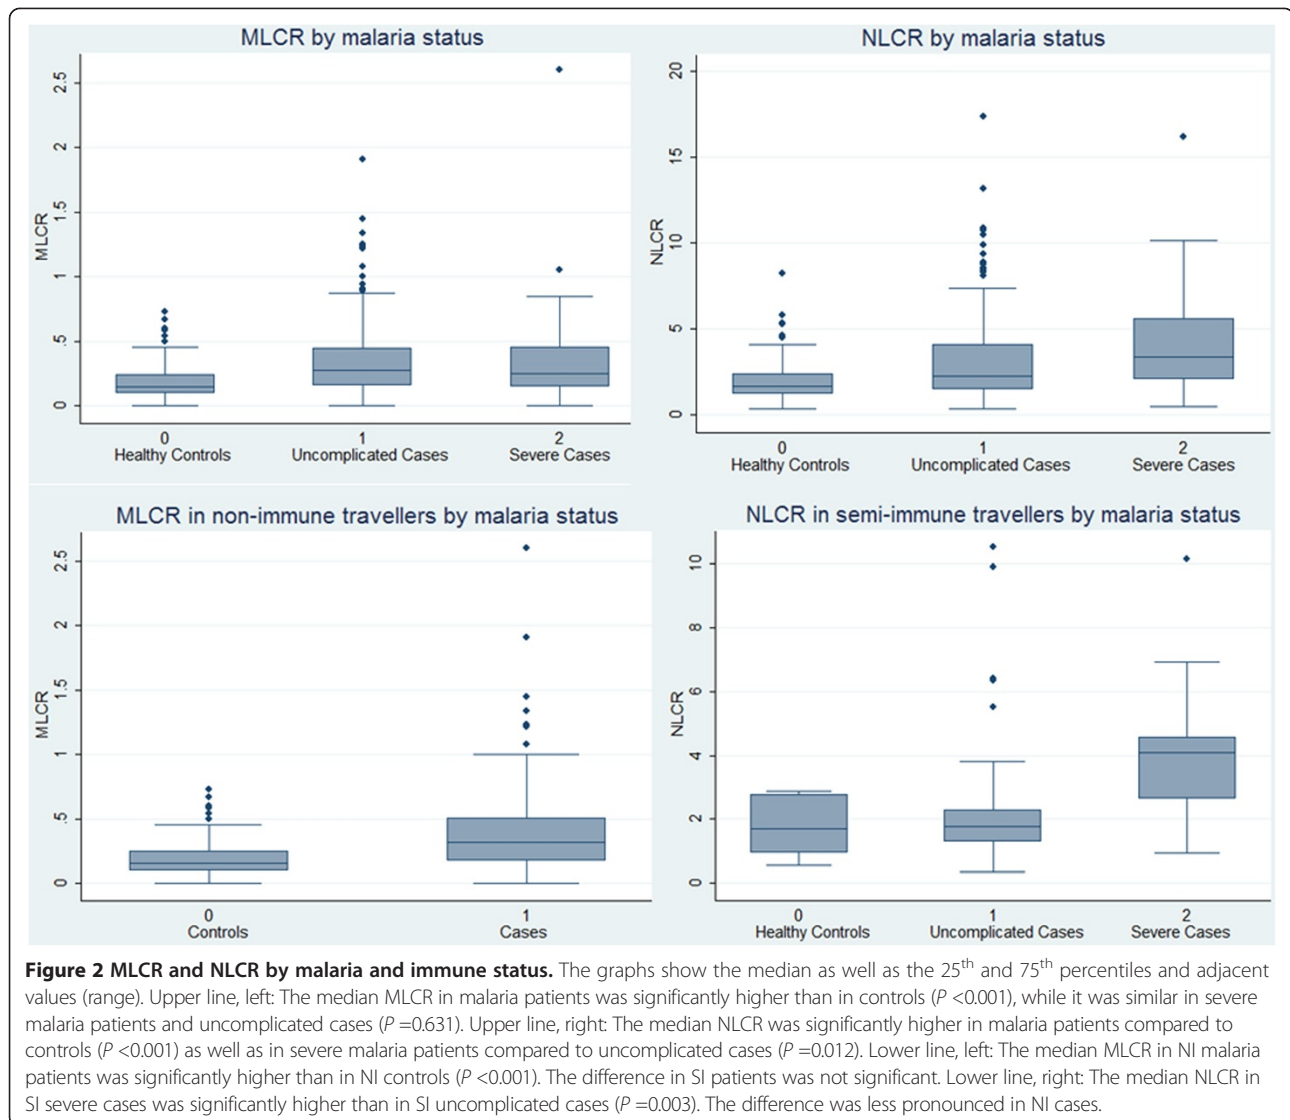 MLCR by malaria status
MLCR
0
.5
1
1.5
2
2.5
0
1
2
Healthy Controls
Uncomplicated Cases
Severe Cases
NLCR by malaria status
NLCR
0
5
10
15
20
0
1
2
Healthy Controls
Uncomplicated Cases
Severe Cases
MLCR in non-immune travellers by malaria status
MLCR
0
.5
1
1.5
2
2.5
0
1
Controls
Cases
NLCR in semi-immune travellers by malaria status
NLCR
0
2
4
6
8
10
0
1
2
Healthy Controls
Uncomplicated Cases
Severe Cases
Figure 2 MLCR and NLCR by malaria and immune status. The graphs show the median as well as the 25th and 75th percentiles and adjacent
values (range). Upper line, left: The median MLCR in malaria patients was significantly higher than in controls (P <0.001), while it was similar in severe
malaria patients and uncomplicated cases (P =0.631). Upper line, right: The median NLCR was significantly higher in malaria patients compared to
controls (P <0.001) as well as in severe malaria patients compared to uncomplicated cases (P =0.012). Lower line, left: The median MLCR in NI malaria
patients was significantly higher than in NI controls (P <0.001). The difference in SI patients was not significant. Lower line, right: The median NLCR in
SI severe cases was significantly higher than in SI uncomplicated cases (P =0.003). The difference was less pronounced in NI cases.